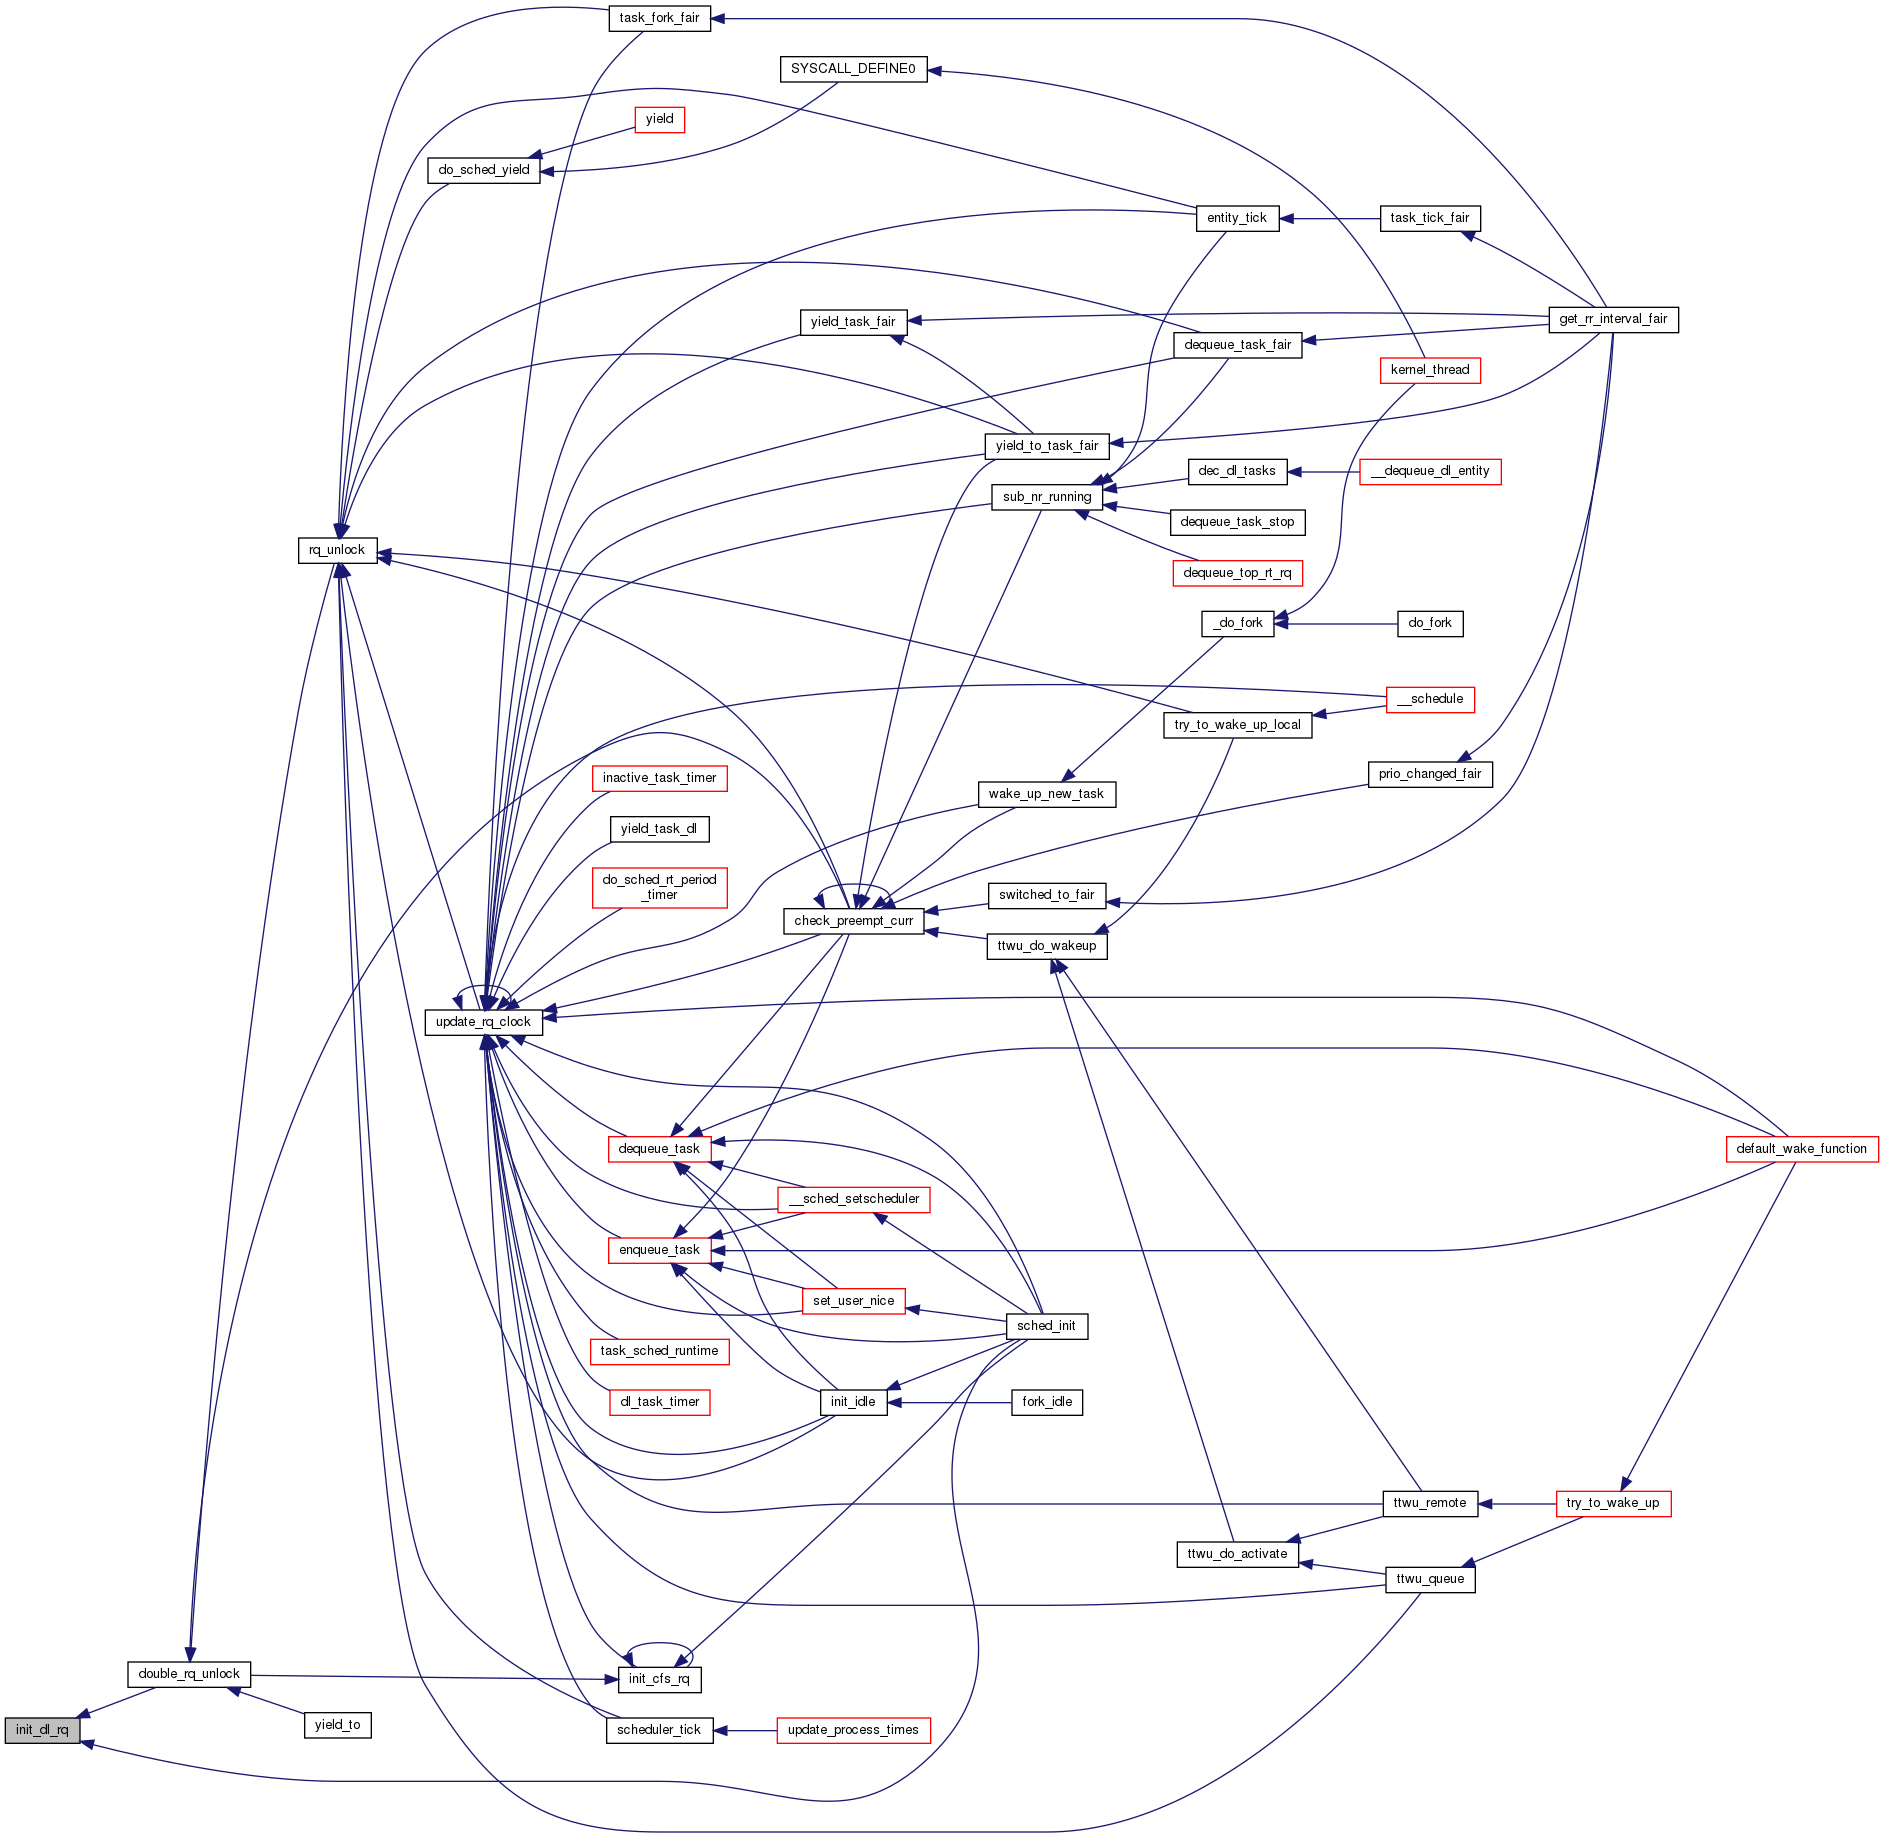 task_fork_fair
SYSCALL_DEFINE0
yield
do_sched_yield
entity_tick
task_tick_fair
yield_task_fair
get_rr_interval_fair
dequeue_task_fair
kernel_thread
yield_to_task_fair
dec_dl_tasks
__dequeue_dl_entity
sub_nr_running
dequeue_task_stop
rq_unlock
dequeue_top_rt_rq
_do_fork
do_fork
__schedule
try_to_wake_up_local
inactive_task_timer
prio_changed_fair
wake_up_new_task
yield_task_dl
do_sched_rt_period
_timer
switched_to_fair
check_preempt_curr
ttwu_do_wakeup
update_rq_clock
dequeue_task
default_wake_function
__sched_setscheduler
enqueue_task
set_user_nice
sched_init
task_sched_runtime
dl_task_timer
init_idle
fork_idle
ttwu_remote
try_to_wake_up
ttwu_do_activate
ttwu_queue
double_rq_unlock
init_cfs_rq
init_dl_rq
yield_to
scheduler_tick
update_process_times